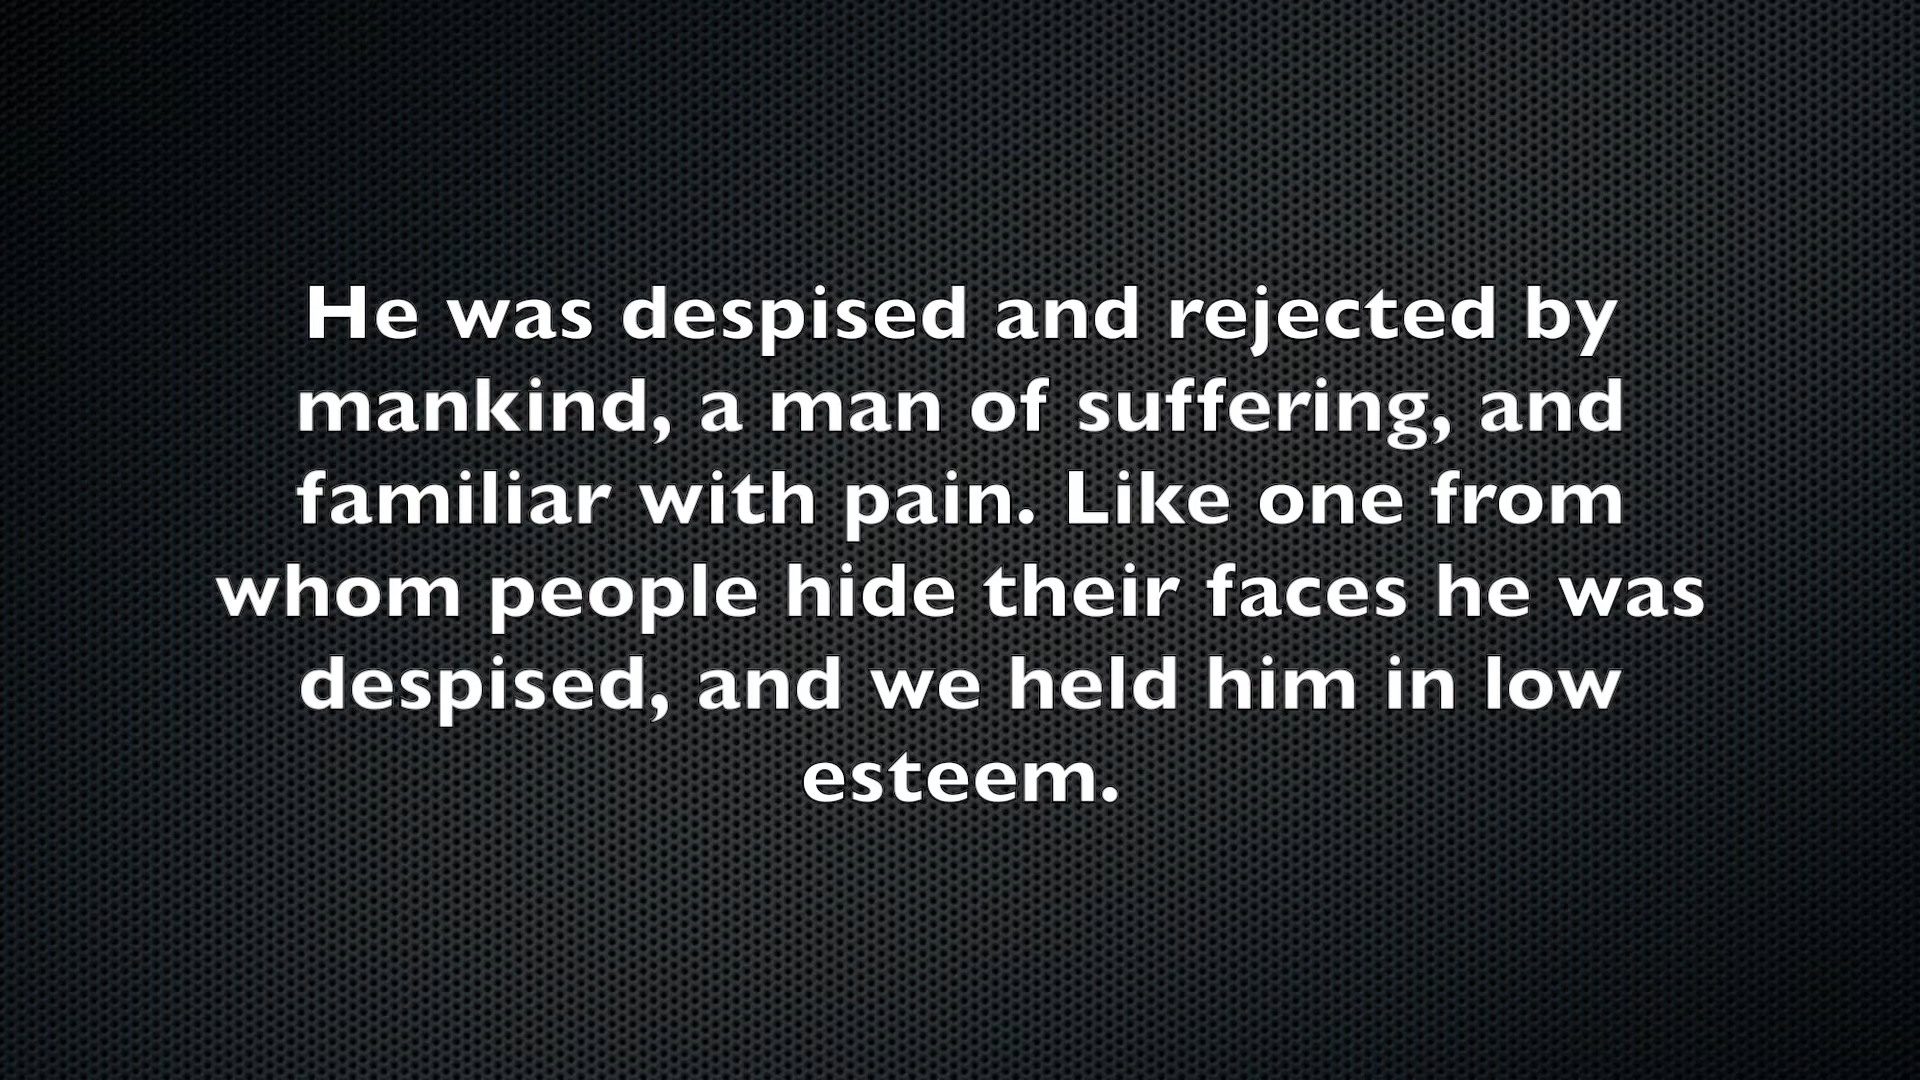 He was despised and rejected by
mankind, a man of suffering, and
familiar with pain. Like one from
whom people hide their faces he was
despised, and we held him in low
esteem.